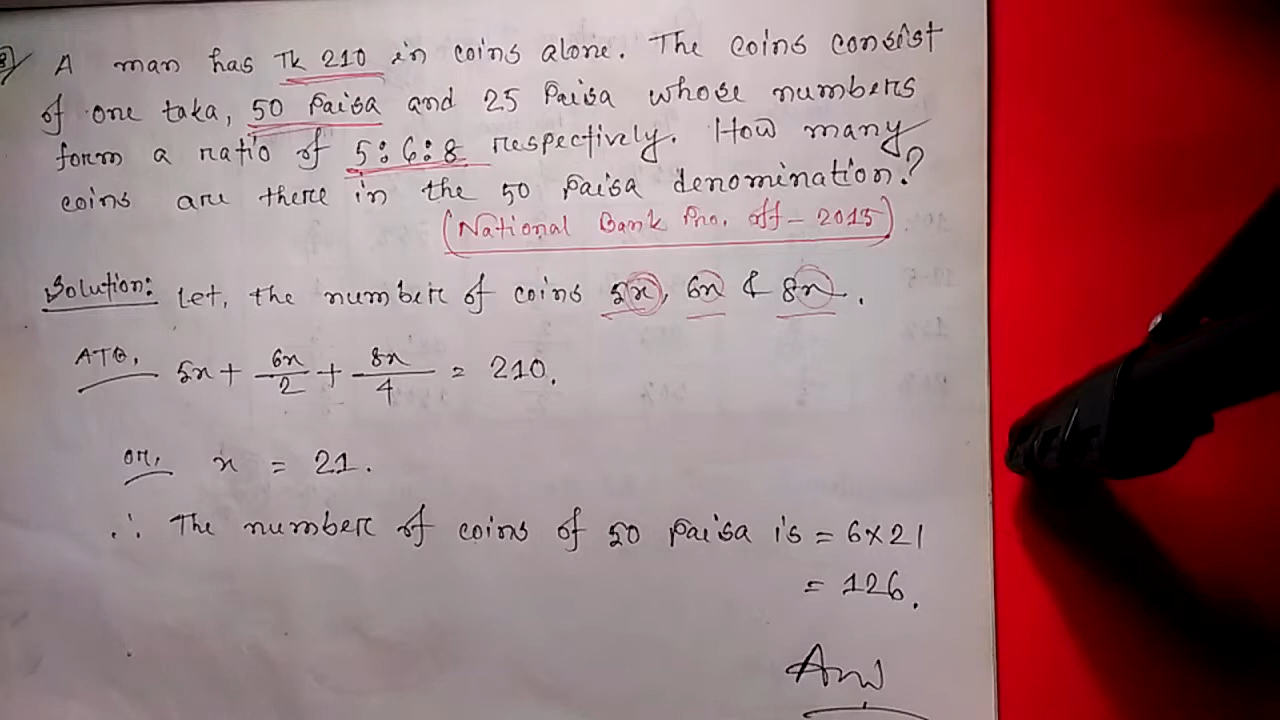 8) A man has Tk 210 in coins alone. The coins consist
of one taka, 50 Paisa and 25 Paisa whose numbers
form a ratio of 5:6:8 respectively. How many
coins are there in the 50 Paisa denomination?
(National Bank Pro. off - 2015)
Solution: Let, the number of coins 5x, 6x & 8x.
ATQ, 5x + 6x/2 + 8x/4 = 210.
or, x = 21.
∴ The number of coins of 50 Paisa is = 6×21
= 126.
Ans